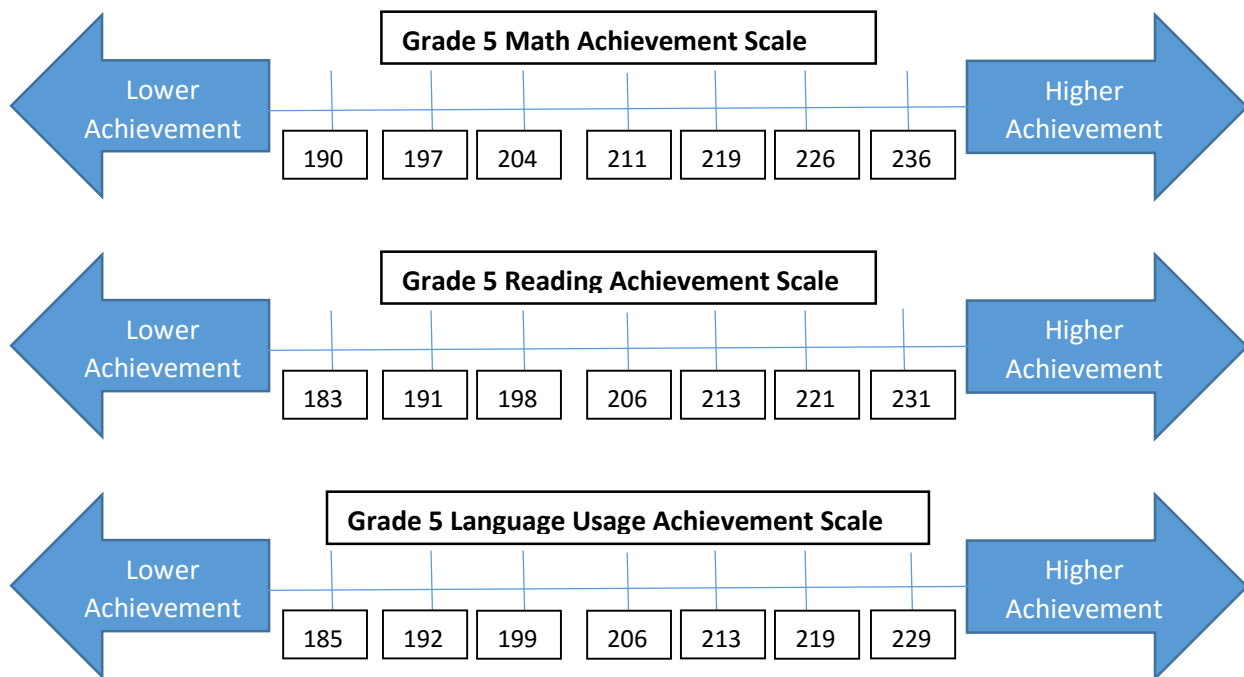 Grade 5 Math Achievement Scale
Lower
Achievement
Higher
Achievement
190 197 204 211 219 226 236
Grade 5 Reading Achievement Scale
Lower
Achievement
Higher
Achievement
183 191 198 206 213 221 231
Grade 5 Language Usage Achievement Scale
Lower
Achievement
Higher
Achievement
185 192 199 206 213 219 229